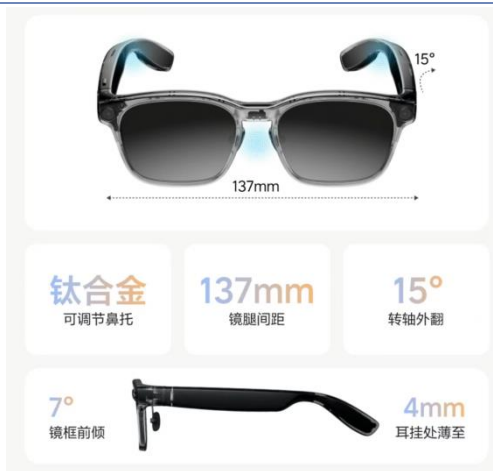 15°
137mm
钛合金
可调节鼻托
137mm
镜腿间距
15°
转轴外翻
7°
镜框前倾
4mm
耳挂处薄至